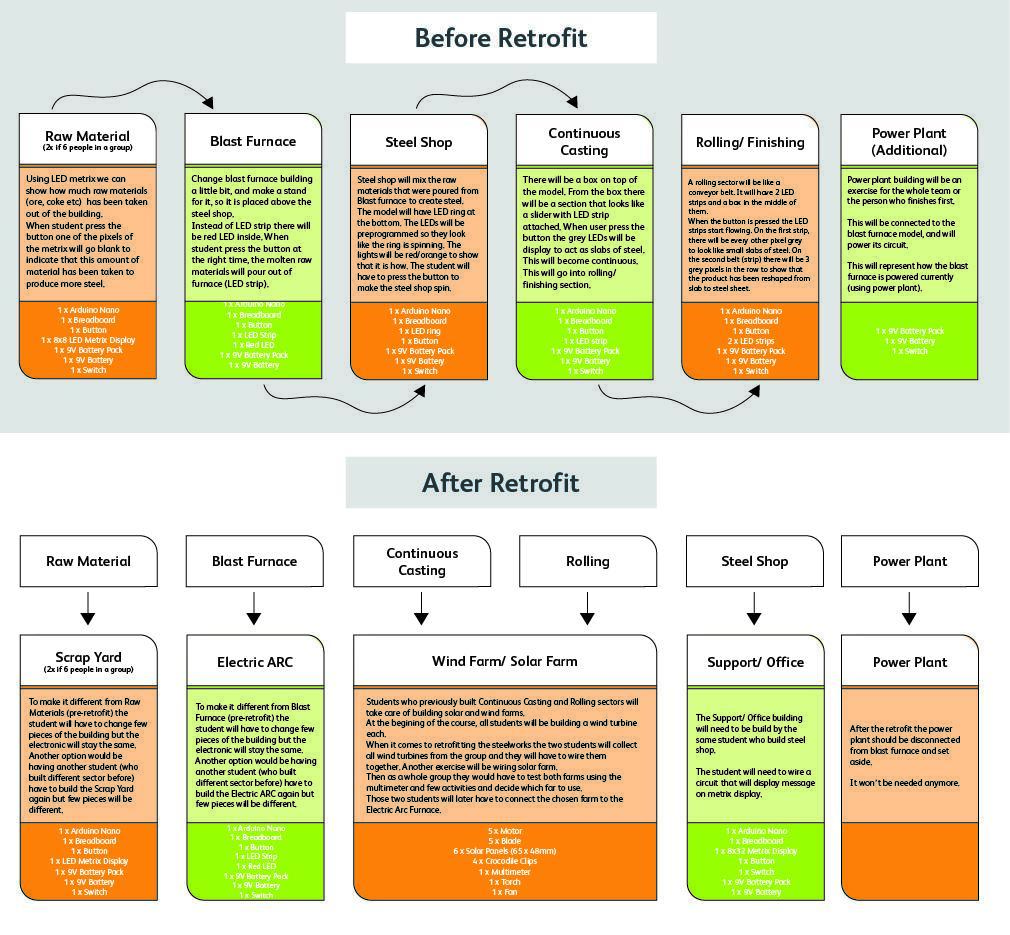 Before Retrofit
Raw Material
(2x if 6 people in a group)
Using LED metrix we can
show how much raw materials
(ore, coke etc) has been taken
out of the building.
When student press the
button one of the pixels of
the metrix will go blank to
indicate that this amount of
material has been taken to
produce more steel.
1 x Arduino Nano
1 x Breadboard
1 x Button
1 x 8x8 LED Metrix Display
1 x 9V Battery Pack
1 x 9V Battery
1 x Switch
Blast Furnace
Change blast furnace building
a little bit, and make a stand
for it, so it is placed above the
steel shop.
Instead of LED strip there will
be red LED inside. When
student press the button at
the right time, the molten raw
materials will pour out of
furnace (LED strip).
1 x Arduino Nano
1 x Breadboard
1 x Button
1 x LED Strip
1 x Red LED
1 x 9V Battery Pack
1 x 9V Battery
Steel Shop
Steel shop will mix the raw
materials that were poured from
Blast furnace to create steel.
The model will have LED ring at
the bottom. The LEDs will be
preprogrammed so they look
like the ring is spinning. The
lights will be red/orange to show
that it is how. The student will
have to press the button to
make the steel shop spin.
1 x Arduino Nano
1 x Breadboard
1 x LED ring
1 x Button
1 x 9V Battery Pack
1 x 9V Battery
1 x Switch
Continuous
Casting
There will be a box on top of
the model. From the box there
will be a section that looks like
a slider with LED strip
attached. When user press the
button the grey LEDs will be
display to act as slabs of steel.
This will become continuous.
This will go into rolling/
finishing section.
1 x Arduino Nano
1 x Breadboard
1 x Button
1 x LED strip
1 x 9V Battery Pack
1 x 9V Battery
1 x Switch
Rolling/ Finishing
A rolling sector will be like a
conveyor belt. It will have 2 LED
strips and a box in the middle of
them.
When the button is pressed the LED
strips start flowing. On the first strip,
there will be every other pixel grey
to look like small slabs of steel. On
the second belt (strip) there will be 3
grey pixels in the row to show that
the product has been reshaped from
slab to steel sheet.
1 x Arduino Nano
1 x Breadboard
1 x Button
2 x LED strips
1 x 9V Battery Pack
1 x 9V Battery
1 x Switch
Power Plant
(Additional)
Power plant building will be an
exercise for the whole team or
the person who finishes first.
This will be connected to the
blast furnace model, and will
power its circuit.
This will represent how the blast
furnace is powered currently
(using power plant).
1 x 9V Battery Pack
1 x 9V Battery
1 x Switch
After Retrofit
Raw Material
Blast Furnace
Continuous
Casting
Rolling
Steel Shop
Power Plant
Scrap Yard
(2x if 6 people in a group)
To make it different from Raw
Materials (pre-retrofit) the
student will have to change few
pieces of the building but the
electronic will stay the same.
Another option would be
having another student (who
built different sector before)
have to build the Scrap Yard
again but few pieces will be
different.
1 x Arduino Nano
1 x Breadboard
1 x Button
1 x LED Metrix Display
1 x 9V Battery Pack
1 x 9V Battery
1 x Switch
Electric ARC
To make it different from Blast
Furnace (pre-retrofit) the
student will have to change few
pieces of the building but the
electronic will stay the same.
Another option would be having
another student (who built
different sector before) have to
build the Electric ARC again but
few pieces will be different.
1 x Arduino Nano
1 x Breadboard
1 x Button
1 x LED Strip
1 x Red LED
1 x 9V Battery Pack
1 x 9V Battery
1 x Switch
Wind Farm/ Solar Farm
Students who previously built Continuous Casting and Rolling sectors will
take care of building solar and wind farms.
At the begining of the course, all students will be building a wind turbine
each.
When it comes to retrofitting the steelworks the two students will collect
all wind turbines from the group and they will have to wire them
together. Another exercise will be wiring solar farm.
Then as a whole group they would have to test both farms using the
multimeter and few activities and decide which far to use.
Those two students will later have to connect the chosen farm to the
Electric Arc Furnace.
5 x Motor
5 x Blade
6 x Solar Panels (65 x 48mm)
4 x Crocodile Clips
1 x Multimeter
1 x Torch
1 x Fan
Support/ Office
The Support/ Office building
will need to be build by the
same student who build steel
shop.
The student will need to wire a
circuit that will display message
on metrix display.
1 x Arduino Nano
1 x Breadboard
1 x 8x32 Metrix Display
1 x Button
1 x Switch
1 x 9V Battery Pack
1 x 9V Battery
Power Plant
After the retrofit the power
plant should be disconnected
from blast furnace and set
aside.
It won't be needed anymore.